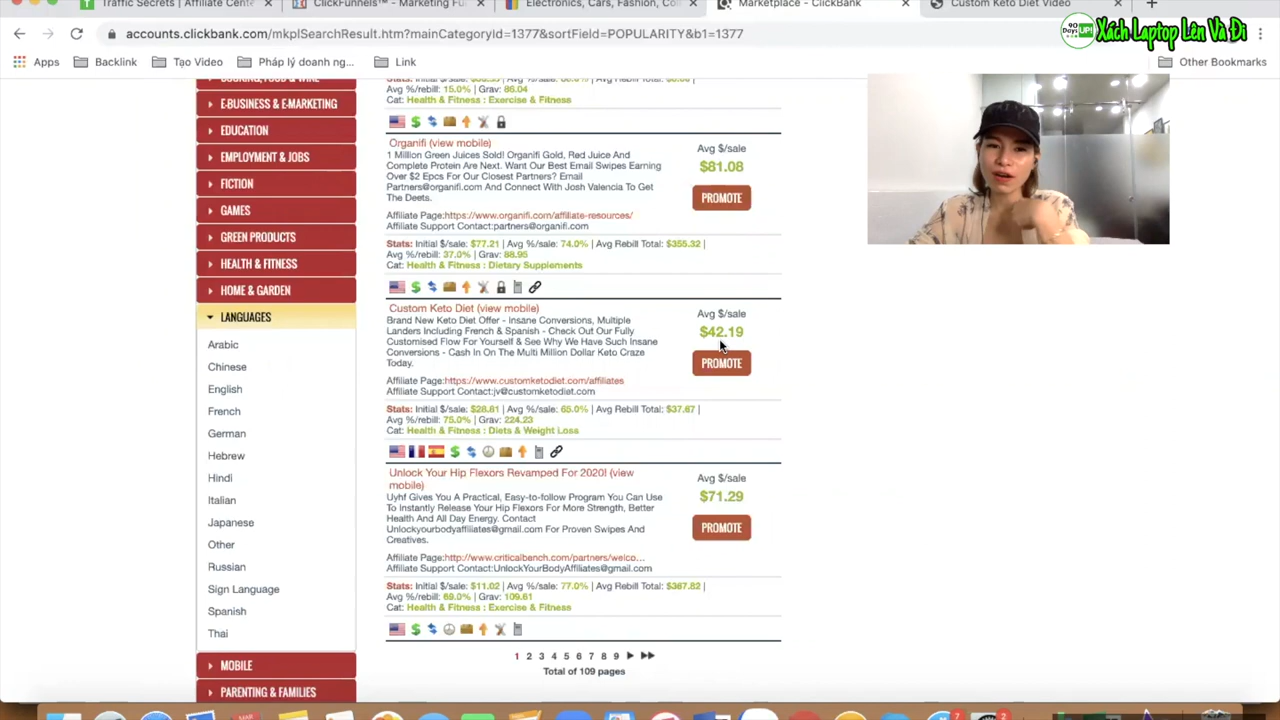 Traffic Secrets | Affiliate Cent
ClickFunnels™ - Marketing Fu
Electronics, Cars, Fashion, Co
Marketplace - ClickBank
Custom Keto Diet Video
accounts.clickbank.com/mkplSearchResult.htm?mainCategoryId=1377&sortField=POPULARITY&b1=1377
90 Days UP!
Xách Laptop Lên Và Đi
Apps
Backlink
Tạo Video
Pháp lý doanh ng...
Link
Other Bookmarks
E-BUSINESS & E-MARKETING
EDUCATION
EMPLOYMENT & JOBS
FICTION
GAMES
GREEN PRODUCTS
HEALTH & FITNESS
HOME & GARDEN
LANGUAGES
Arabic
Chinese
English
French
German
Hebrew
Hindi
Italian
Japanese
Other
Russian
Sign Language
Spanish
Thai
MOBILE
PARENTING & FAMILIES
Avg %/rebill: 15.0% | Grav: 86.04
Cat: Health & Fitness : Exercise & Fitness
Organifi (view mobile)
1 Million Green Juices Sold! Organifi Gold, Red Juice And
Complete Protein Are Next. Want Our Best Email Swipes Earning
Over $2 Epcs For Our Closest Partners? Email
Partners@organifi.com And Connect With Josh Valencia To Get
The Deets.
Avg $/sale
$81.08
PROMOTE
Affiliate Page:https://www.organifi.com/affiliate-resources/
Affiliate Support Contact:partners@organifi.com
Stats: Initial $/sale: $77.21 | Avg %/sale: 74.0% | Avg Rebill Total: $355.32 |
Avg %/rebill: 37.0% | Grav: 88.95
Cat: Health & Fitness : Dietary Supplements
Custom Keto Diet (view mobile)
Brand New Keto Diet Offer - Insane Conversions, Multiple
Landers Including French & Spanish - Check Out Our Fully
Customised Flow For Yourself & See Why We Have Such Insane
Conversions - Cash In On The Multi Million Dollar Keto Craze
Today.
Avg $/sale
$42.19
PROMOTE
Affiliate Page:https://www.customketodiet.com/affiliates
Affiliate Support Contact:jv@customketodiet.com
Stats: Initial $/sale: $28.61 | Avg %/sale: 65.0% | Avg Rebill Total: $37.87 |
Avg %/rebill: 75.0% | Grav: 224.23
Cat: Health & Fitness : Diets & Weight Loss
Unlock Your Hip Flexors Revamped For 2020! (view
mobile)
Uyhf Gives You A Practical, Easy-to-follow Program You Can Use
To Instantly Release Your Hip Flexors For More Strength, Better
Health And All Day Energy. Contact
Unlockyourbodyaffiliates@gmail.com For Proven Swipes And
Creatives.
Avg $/sale
$71.29
PROMOTE
Affiliate Page:http://www.criticalbench.com/partners/welco...
Affiliate Support Contact:UnlockYourBodyAffiliates@gmail.com
Stats: Initial $/sale: $11.02 | Avg %/sale: 77.0% | Avg Rebill Total: $367.82 |
Avg %/rebill: 69.0% | Grav: 109.61
Cat: Health & Fitness : Exercise & Fitness
1 2 3 4 5 6 7 8 9
Total of 109 pages